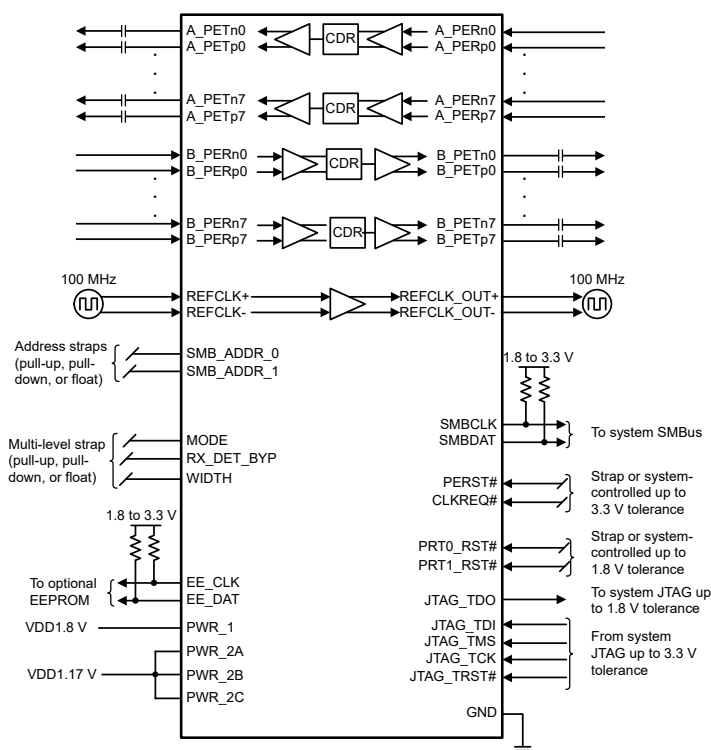 A_PETn0
CDR
A_PERn0
A_PETp0
A_PERp0
A_PETn7
CDR
A_PERn7
A_PETp7
A_PERp7
B_PERn0
CDR
B_PETn0
B_PERp0
B_PETp0
B_PERn7
CDR
B_PETn7
B_PERp7
B_PETp7
100 MHz
REFCLK+
REFCLK_OUT+
REFCLK-
REFCLK_OUT-
100 MHz
Address straps
(pull-up, pull-
down, or float)
SMB_ADDR_0
SMB_ADDR_1
1.8 to 3.3 V
SMBCLK
SMBDAT
To system SMBus
Multi-level strap
(pull-up, pull-
down, or float)
MODE
RX_DET_BYP
WIDTH
PERST#
CLKREQ#
Strap or system-
controlled up to
3.3 V tolerance
1.8 to 3.3 V
PRT0_RST#
PRT1_RST#
Strap or system-
controlled up to
1.8 V tolerance
To optional
EEPROM
EE_CLK
EE_DAT
JTAG_TDO
To system JTAG up
to 1.8 V tolerance
VDD1.8 V
PWR_1
JTAG_TDI
JTAG_TMS
JTAG_TCK
JTAG_TRST#
From system
JTAG up to 3.3 V
tolerance
VDD1.17 V
PWR_2A
PWR_2B
PWR_2C
GND